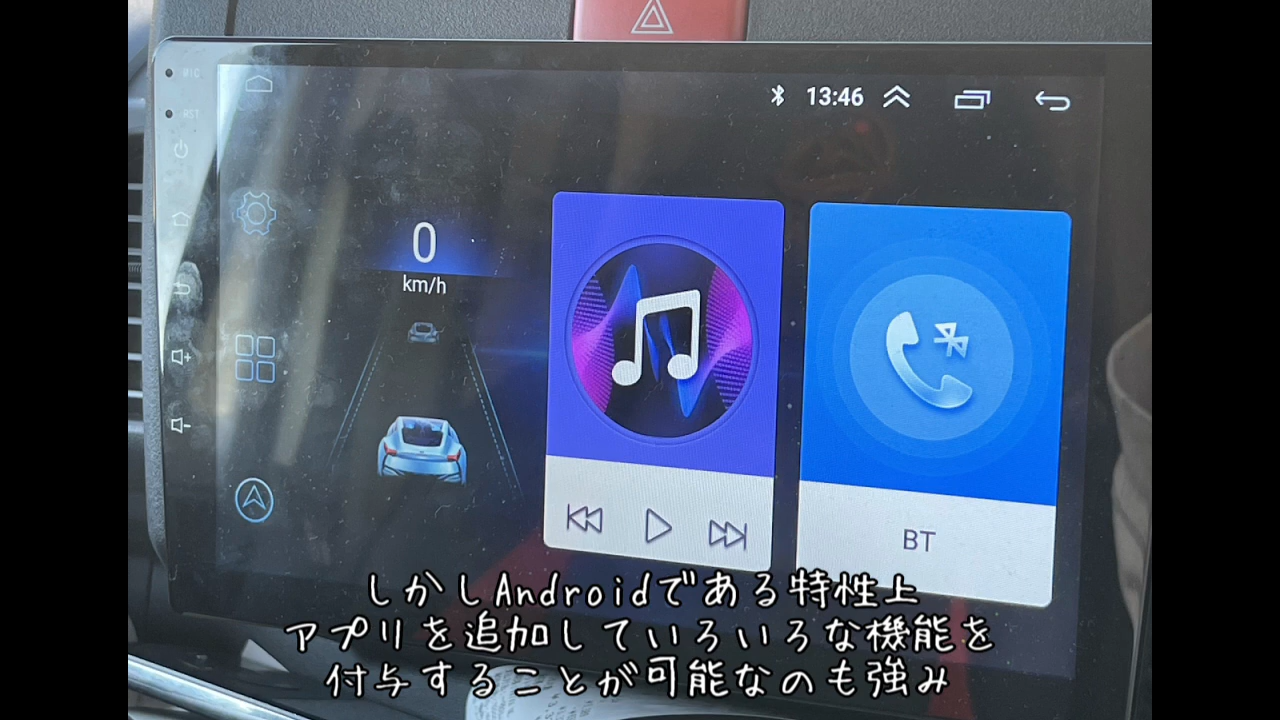 MIC
RST
13:46
0
km/h
BT
しかしAndroidである特性上
アプリを追加していろいろな機能を
付与することが可能なのも強み